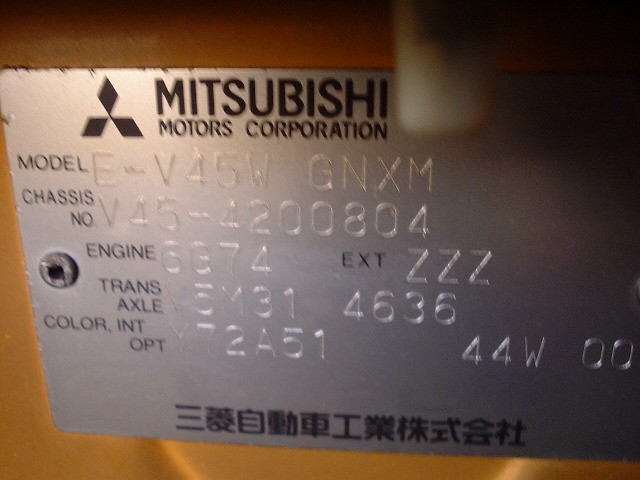 MITSUBISHI
MOTORS CORPORATION
MODEL E-V45W GNXM
CHASSIS NO. V45-4200804
ENGINE 6G74 EXT ZZZ
TRANS AXLE V5M31 4636
COLOR, INT OPT Y72A51 44W 00
三菱自動車工業株式会社